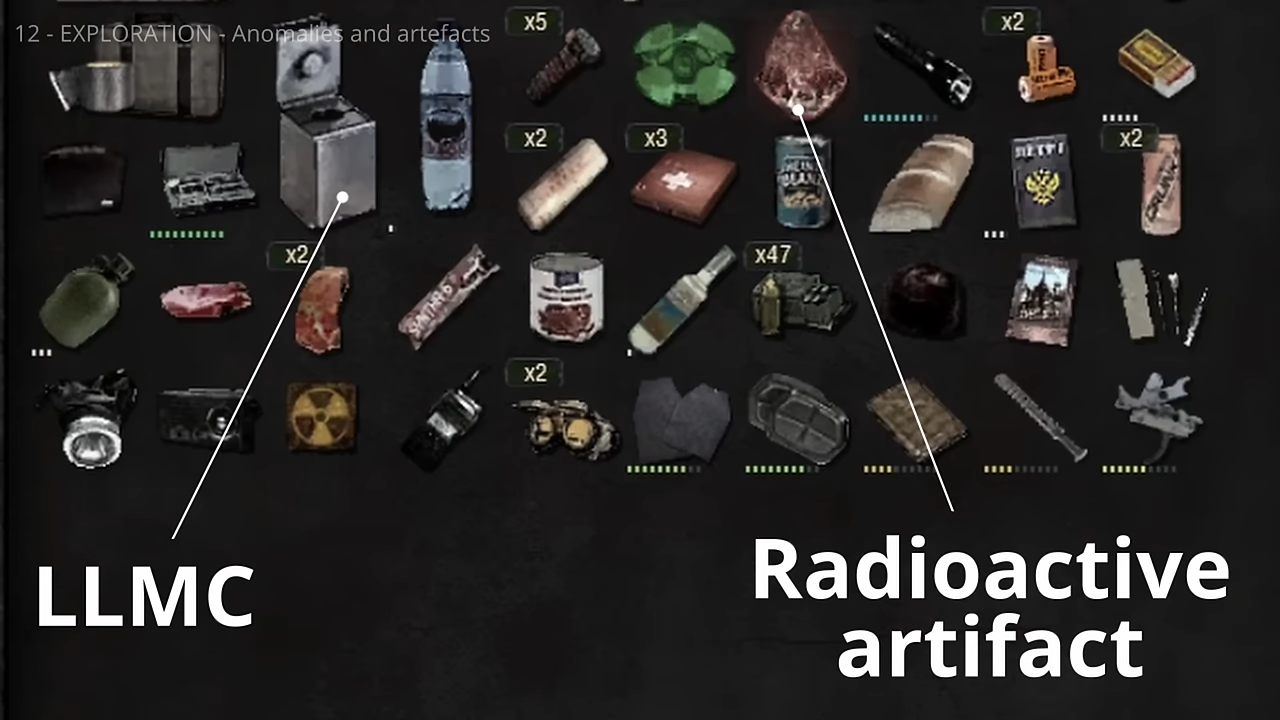 12 - EXPLORATION - Anomalies and artefacts
x5
x2
x2
x3
x2
x2
x47
x2
LLMC
Radioactive
artifact